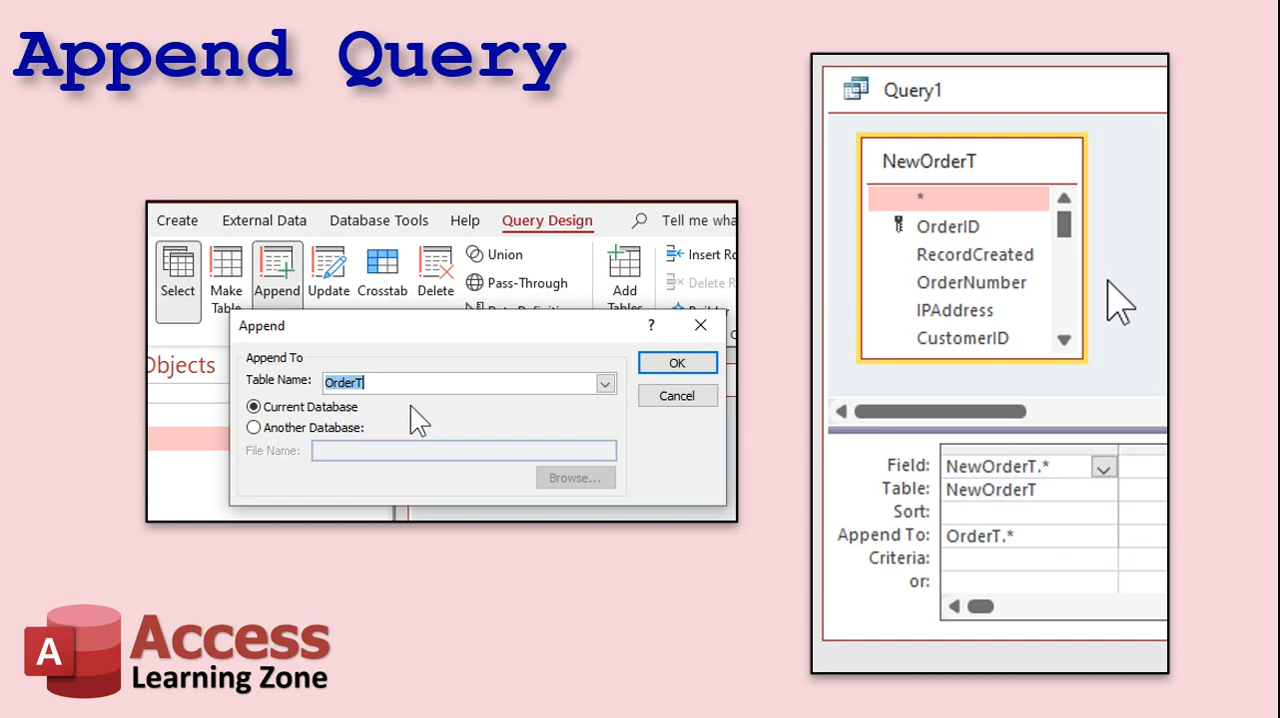 Append Query
Create External Data Database Tools Help Query Design Tell me what
Select Make Table Append Update Crosstab Delete Union Pass-Through Add Tables Insert Ro Delete R
Objects
Append ? ×
Append To
Table Name: OrderT
OK
Current Database
Cancel
Another Database:
File Name:
Browse...
Query1
NewOrderT
*
OrderID
RecordCreated
OrderNumber
IPAddress
CustomerID
Field: NewOrderT.*
Table: NewOrderT
Sort:
Append To: OrderT.*
Criteria:
or:
A Access
Learning Zone